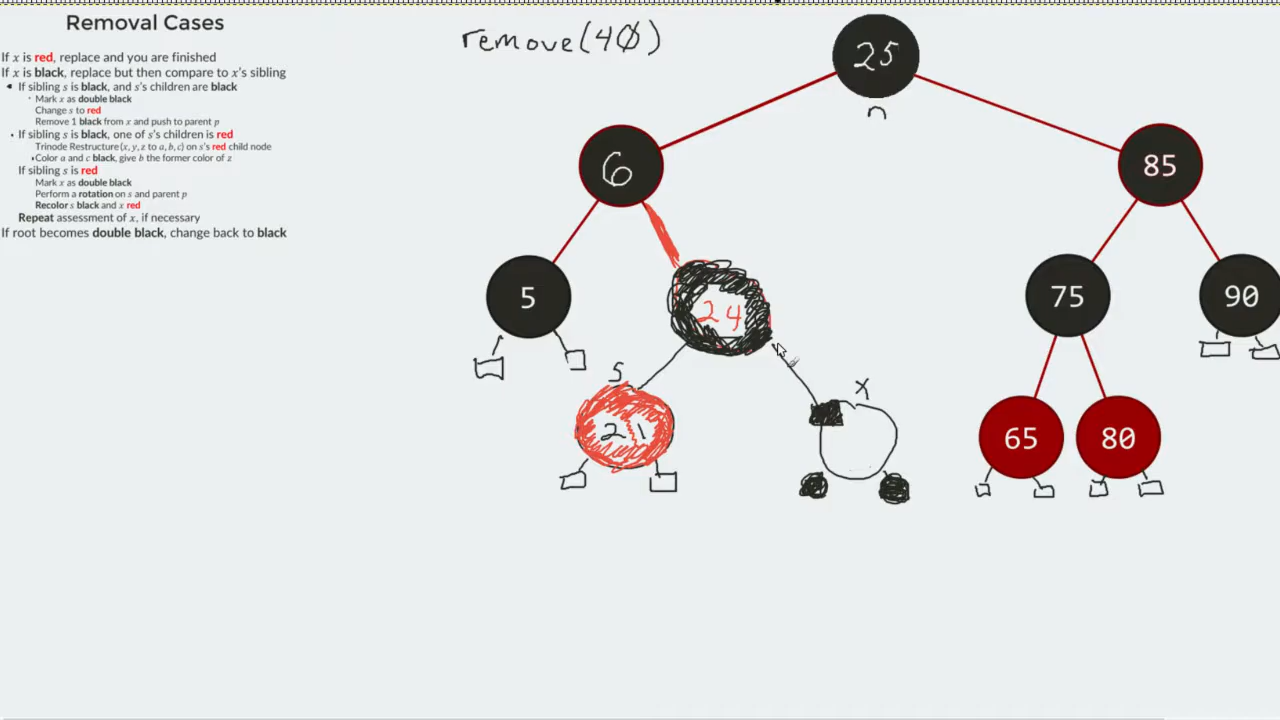 Removal Cases
If x is red, replace and you are finished
If x is black, replace but then compare to x's sibling
If sibling s is black, and s's children are black
Mark x as double black
Change s to red
Remove 1 black from x and push to parent p
If sibling s is black, one of s's children is red
Trinode Restructure(x, y, z to a, b, c) on s's red child node
Color a and c black, give b the former color of z
If sibling s is red
Mark x as double black
Perform a rotation on s and parent p
Recolor s black and x red
Repeat assessment of x, if necessary
If root becomes double black, change back to black
remove(40)
25
n
6
85
5
24
75
90
S
X
21
65
80